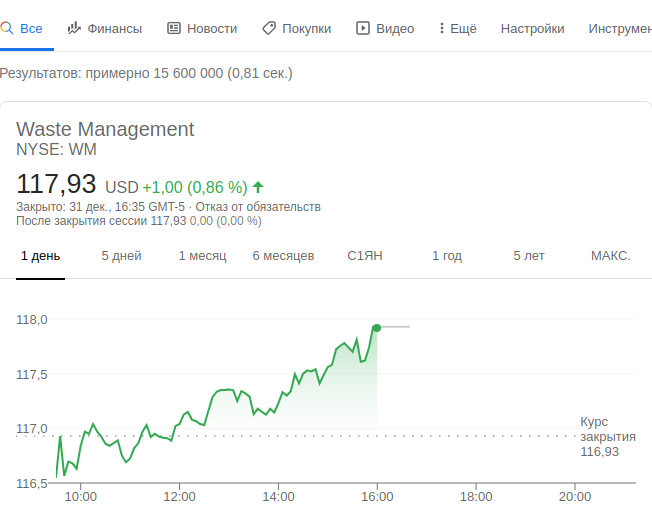 Все Финансы Новости Покупки Видео Ещё Настройки Инструмен
Результатов: примерно 15 600 000 (0,81 сек.)
Waste Management
NYSE: WM
117,93 USD +1,00 (0,86 %)
Закрыто: 31 дек., 16:35 GMT-5 · Отказ от обязательств
После закрытия сессии 117,93 0,00 (0,00 %)
1 день 5 дней 1 месяц 6 месяцев С1ЯН 1 год 5 лет МАКС.
118,0
117,5
117,0
Курс
закрытия
116,93
116,5
10:00 12:00 14:00 16:00 18:00 20:00